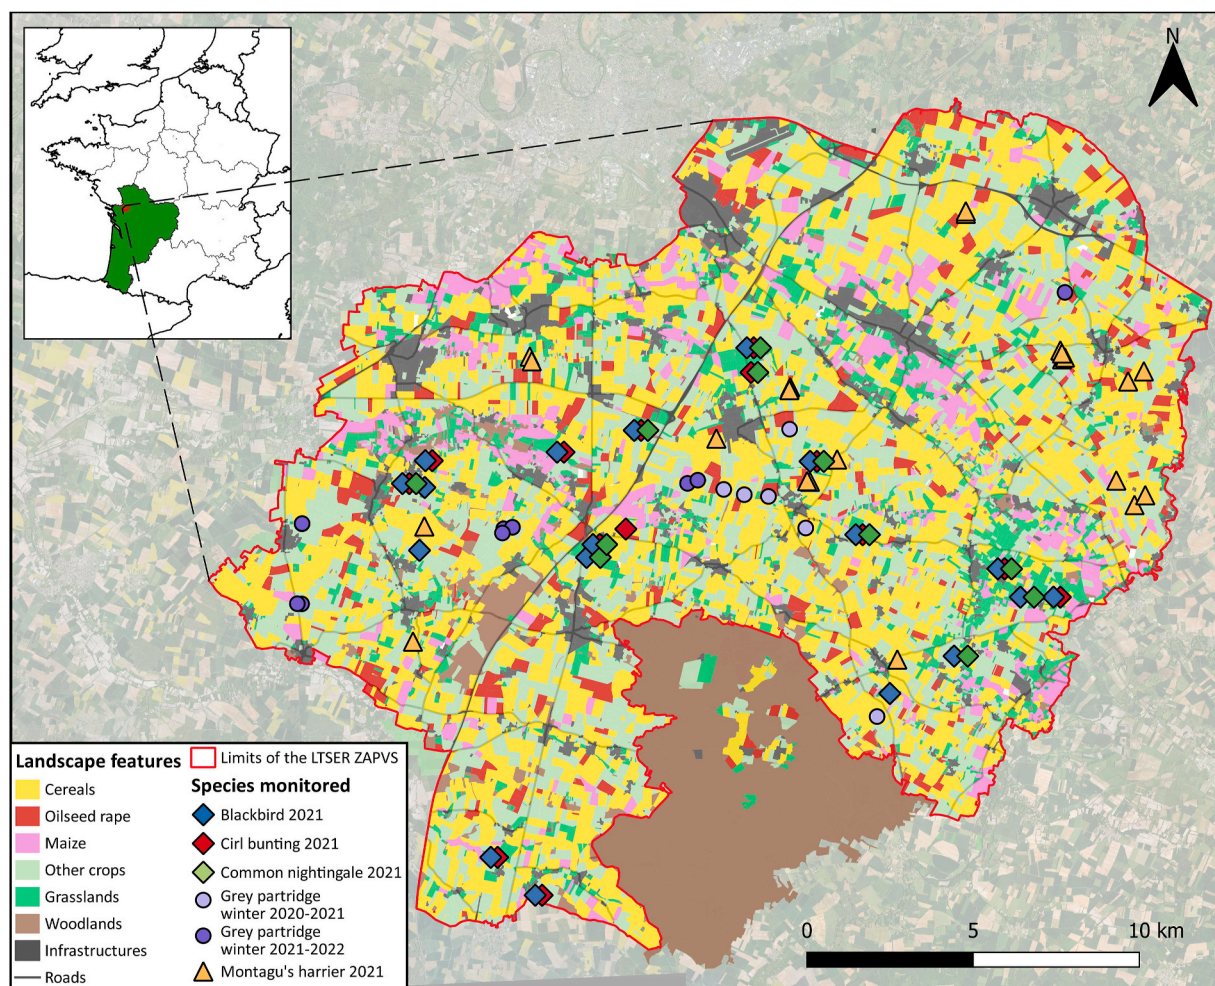 N
Landscape features
Cereals
Oilseed rape
Maize
Other crops
Grasslands
Woodlands
Infrastructures
Roads
Limits of the LTSER ZAPVS
Species monitored
Blackbird 2021
Cirl bunting 2021
Common nightingale 2021
Grey partridge
winter 2020-2021
Grey partridge
winter 2021-2022
Montagu's harrier 2021
0 5 10 km